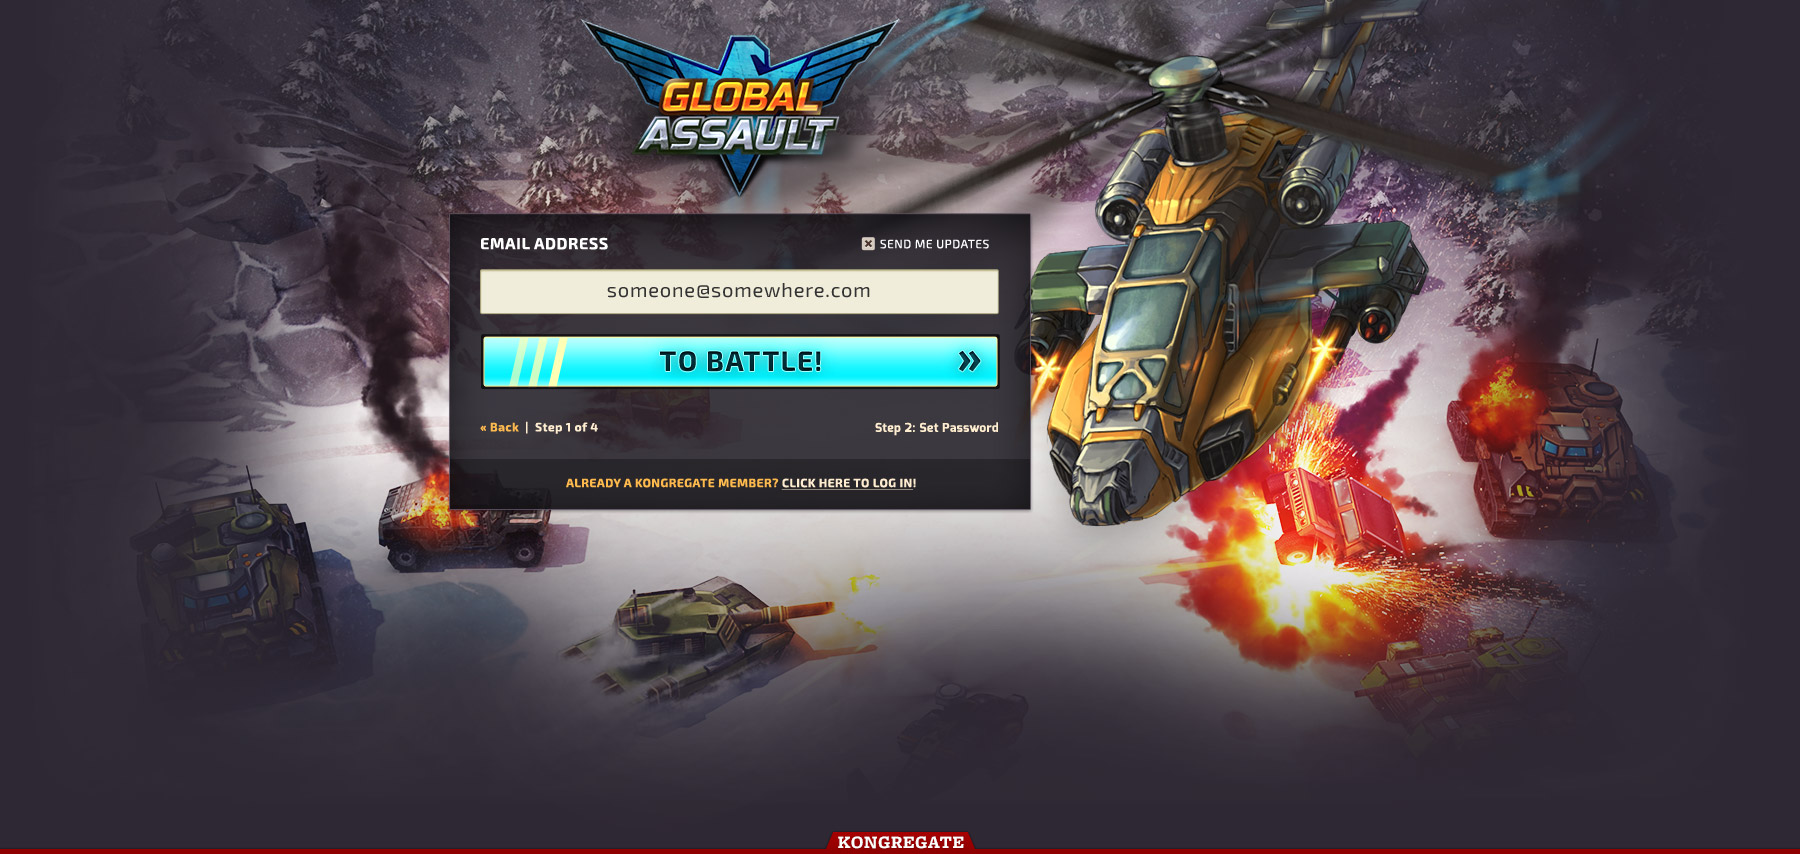 GLOBAL
ASSAULT
EMAIL ADDRESS
SEND ME UPDATES
someone@somewhere.com
TO BATTLE! »
« Back | Step 1 of 4
Step 2: Set Password
ALREADY A KONGREGATE MEMBER? CLICK HERE TO LOG IN!
KONGREGATE